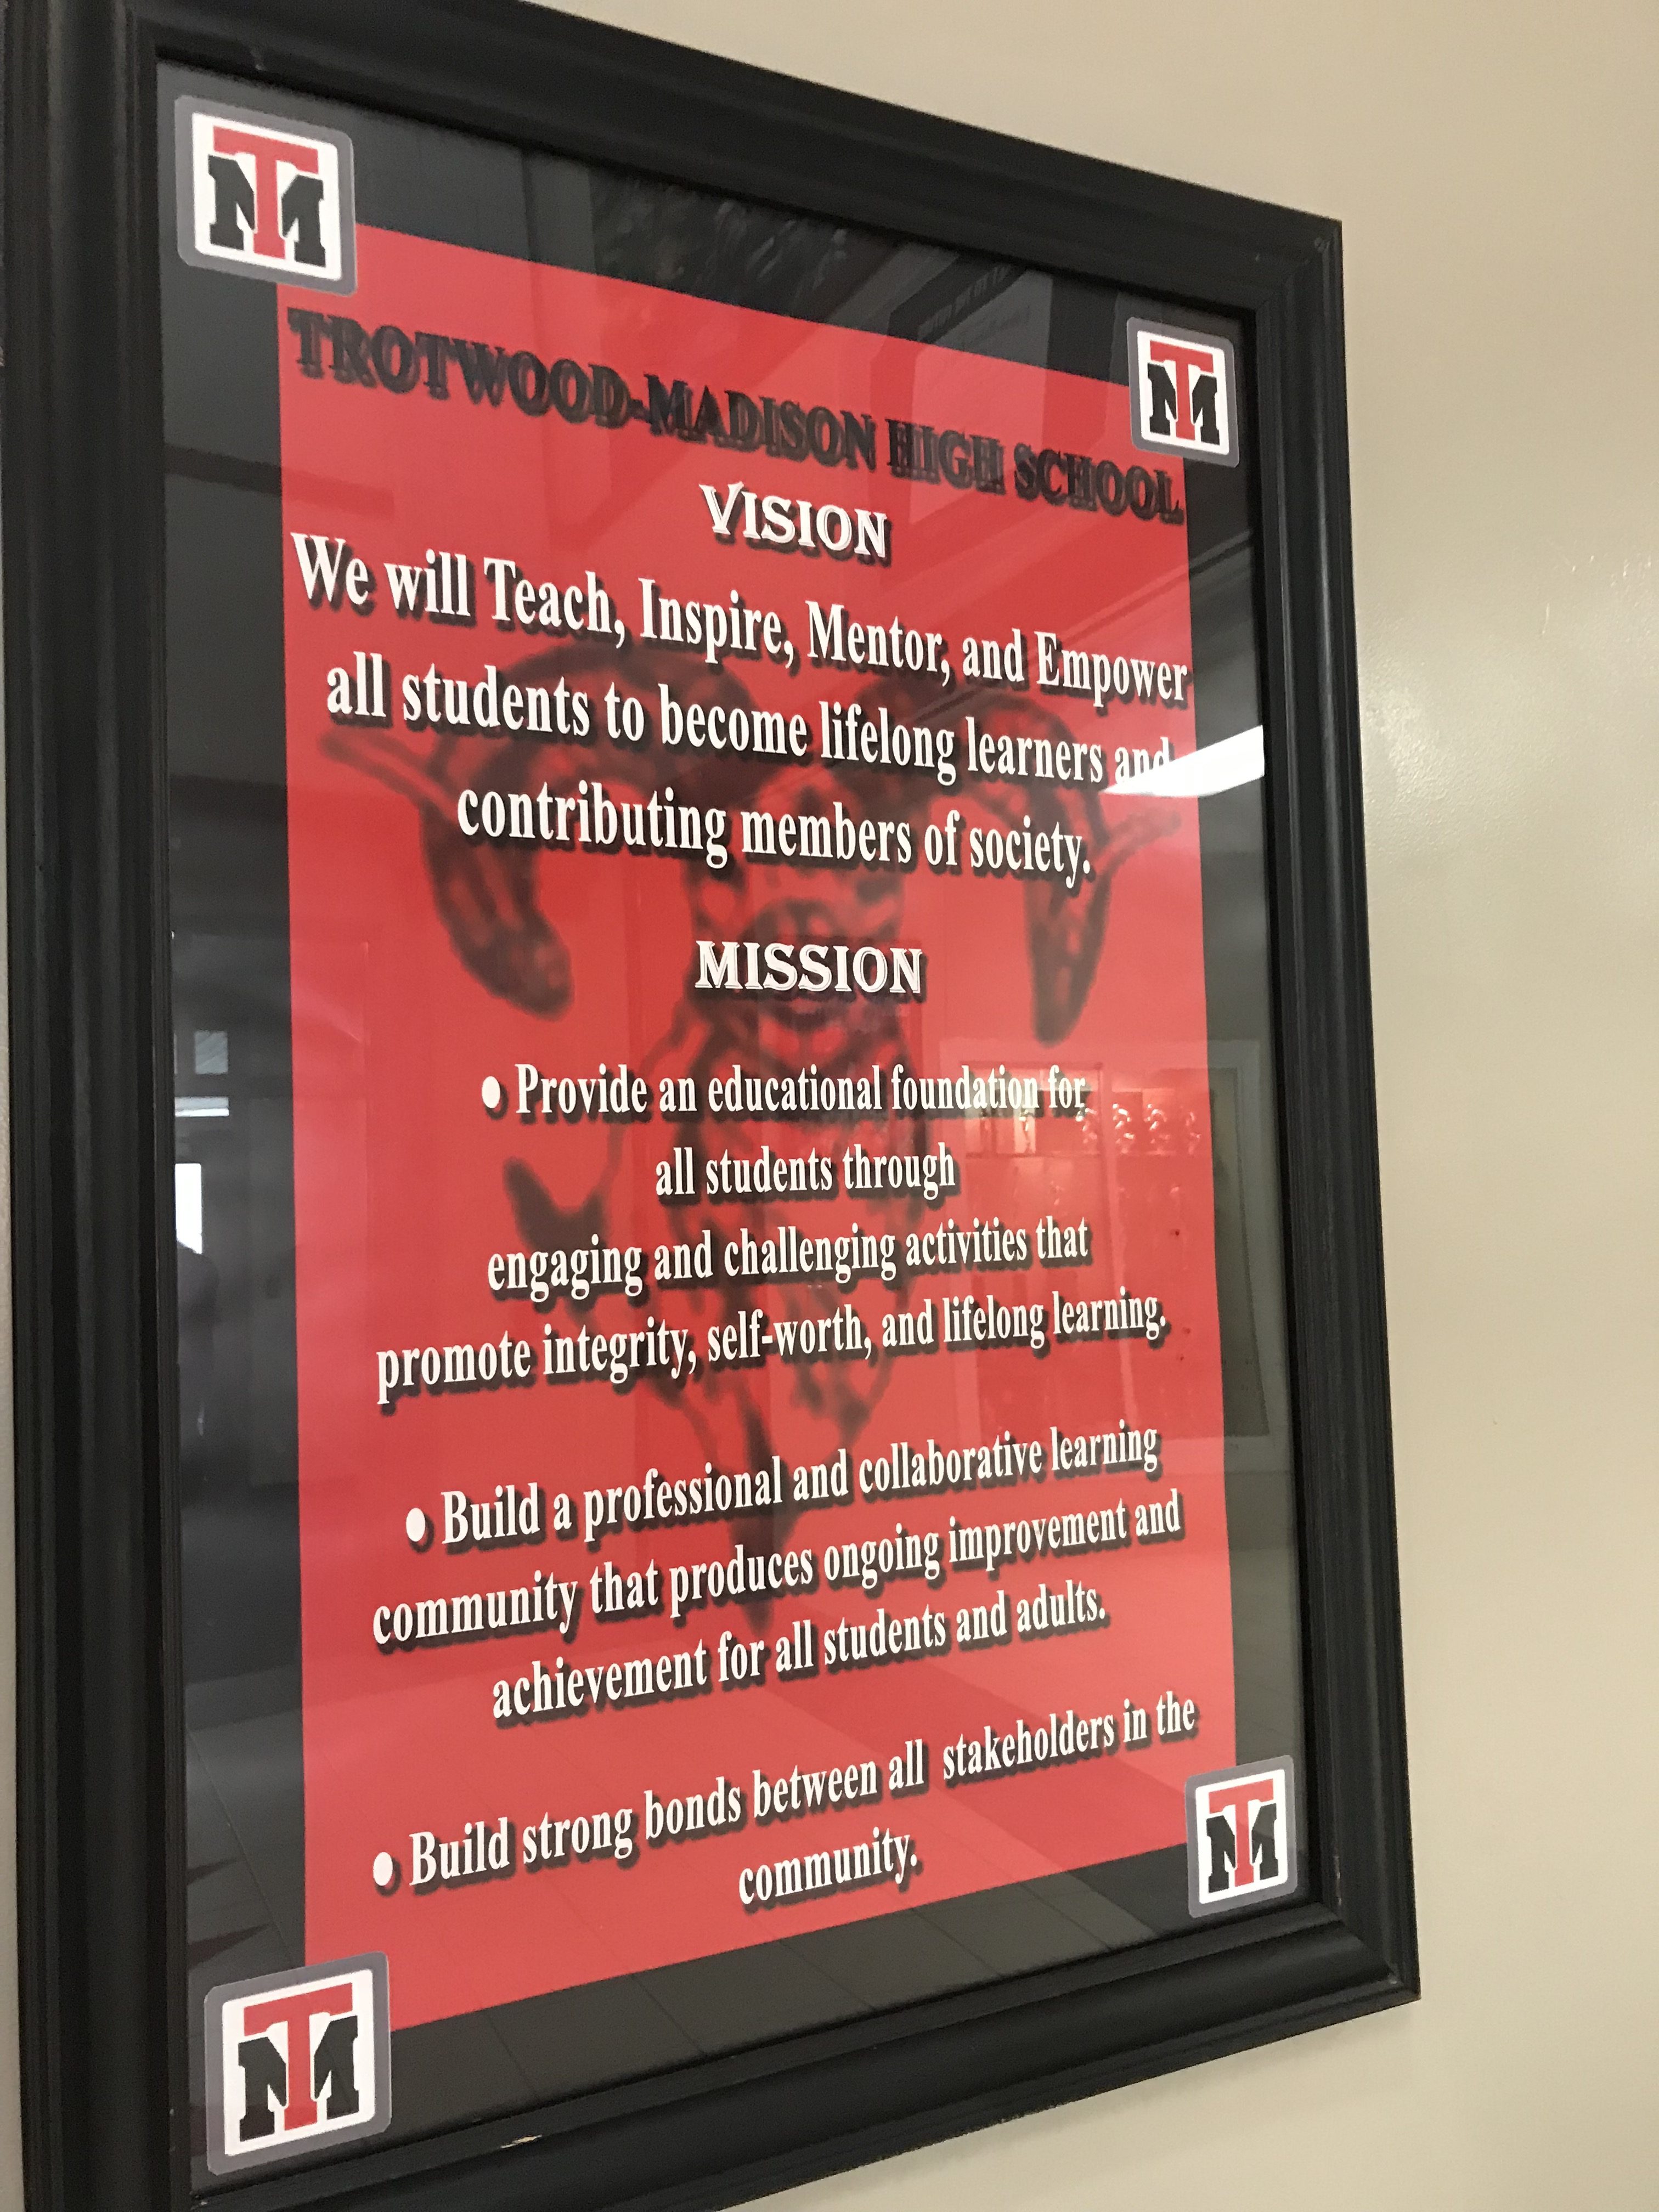 TM
TM
TROTWOOD-MADISON HIGH SCHOOL
VISION
We will Teach, Inspire, Mentor, and Empower
all students to become lifelong learners and
contributing members of society.
MISSION
• Provide an educational foundation for
all students through
engaging and challenging activities that
promote integrity, self-worth, and lifelong learning.
• Build a professional and collaborative learning
community that produces ongoing improvement and
achievement for all students and adults.
• Build strong bonds between all stakeholders in the
community.
TM
TM